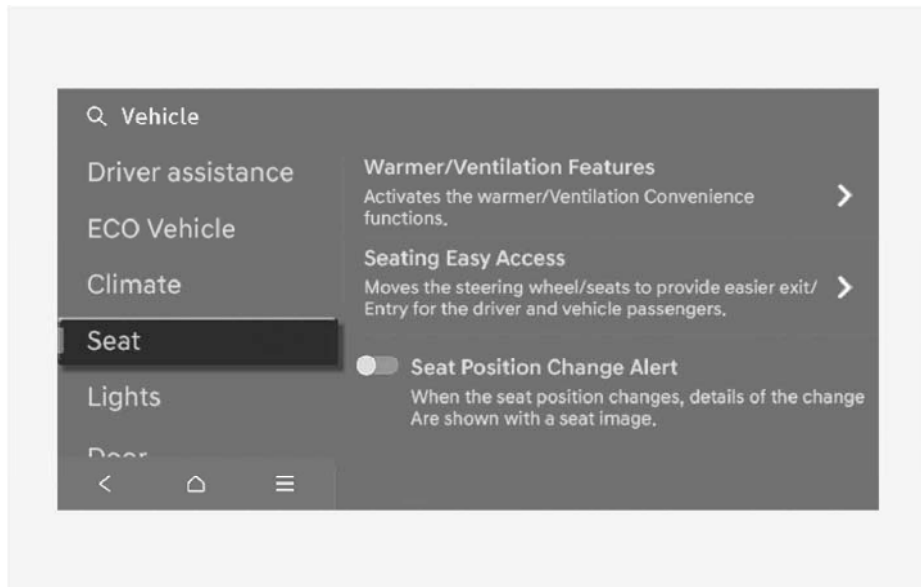 Vehicle
Driver assistance
ECO Vehicle
Climate
Seat
Lights
Door
Warmer/Ventilation Features
Activates the warmer/Ventilation Convenience
functions.
Seating Easy Access
Moves the steering wheel/seats to provide easier exit/
Entry for the driver and vehicle passengers.
Seat Position Change Alert
When the seat position changes, details of the change
Are shown with a seat image.